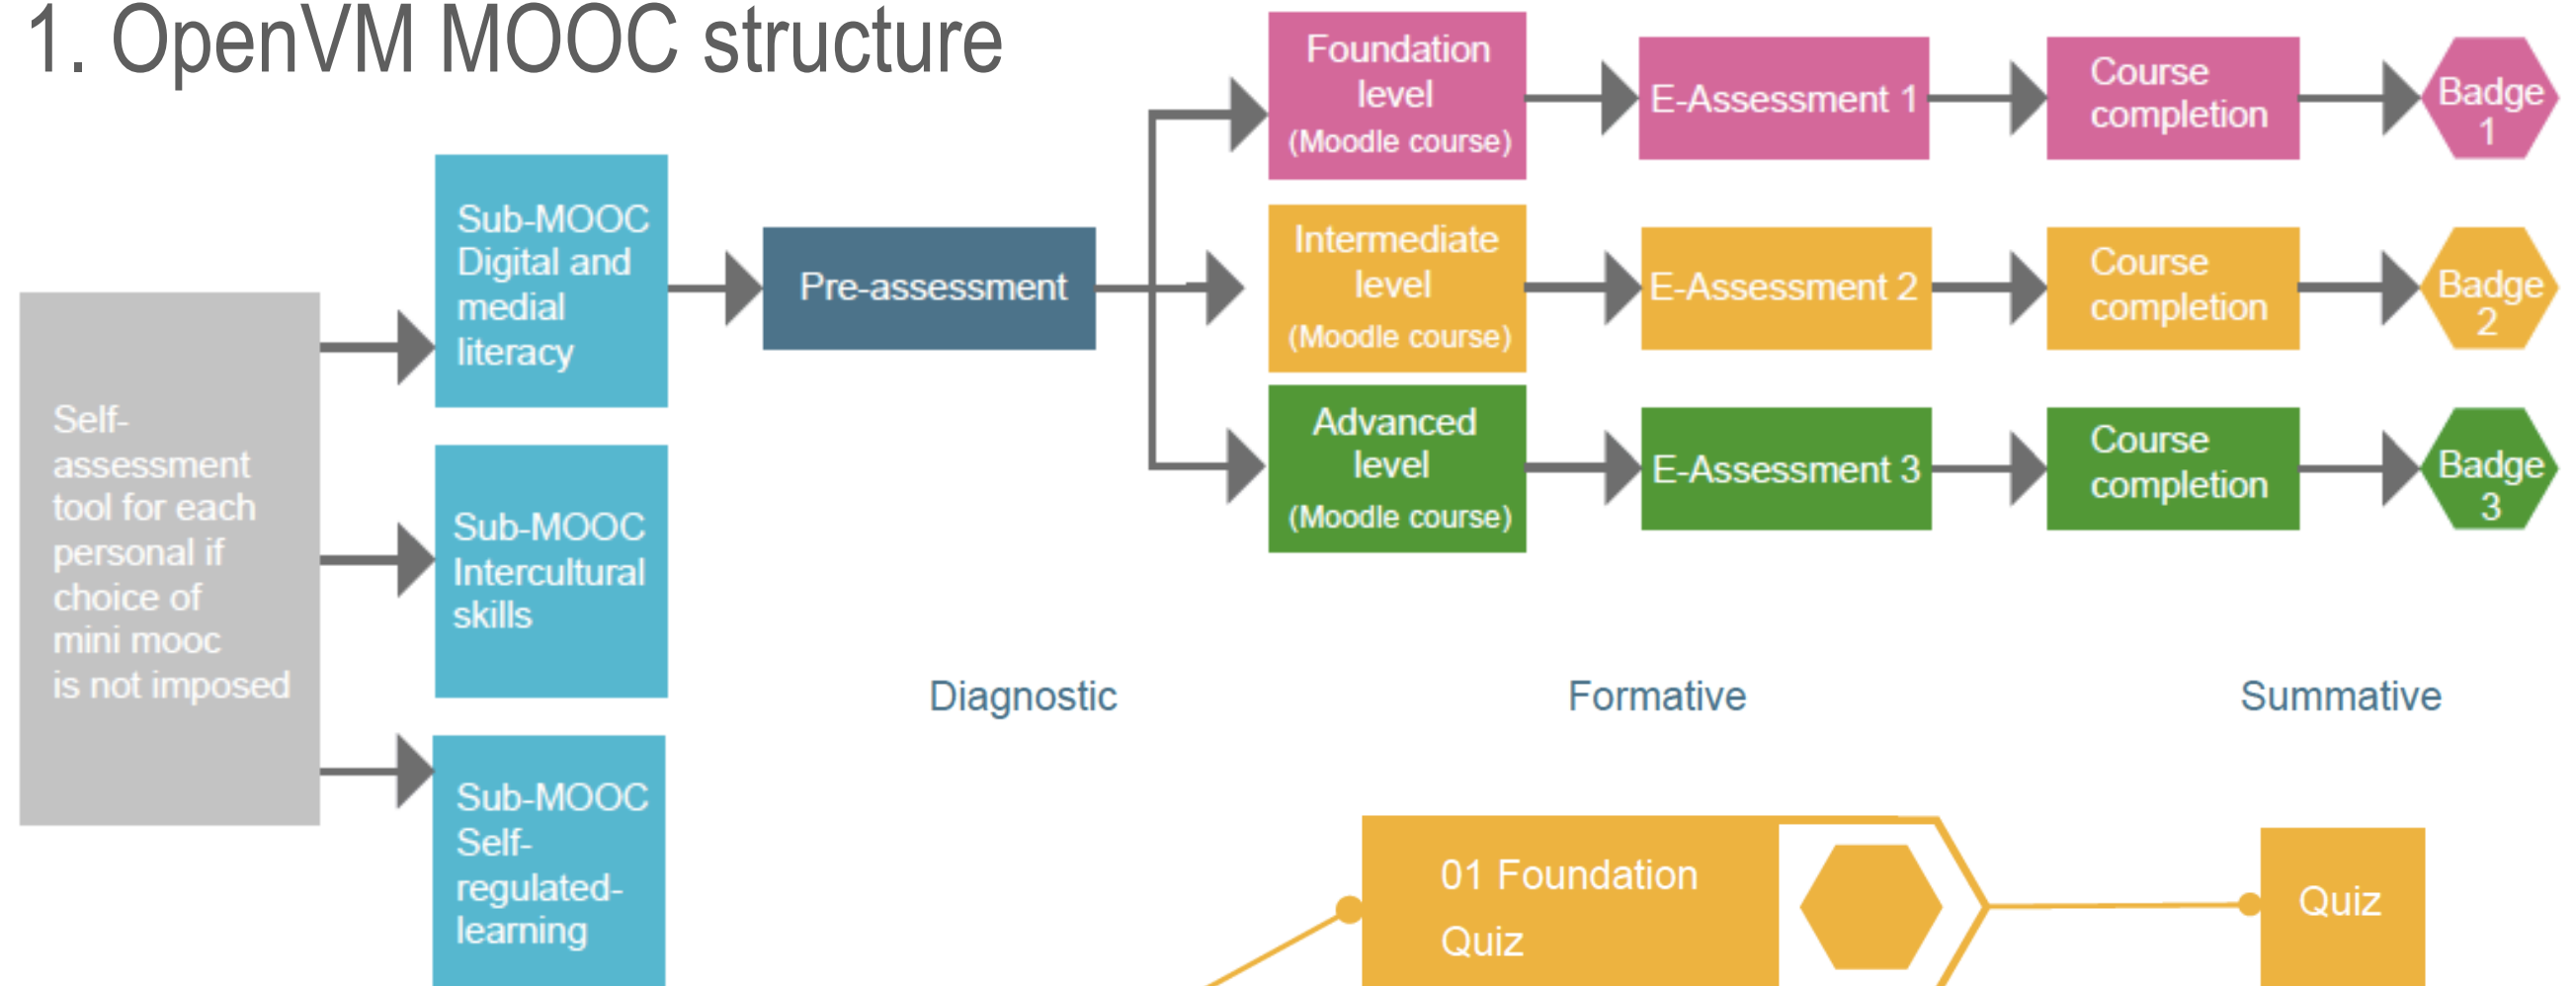 1. OpenVM MOOC structure
Self-
assessment
tool for each
personal if
choice of
mini mooc
is not imposed
Sub-MOOC
Digital and
medial
literacy
Sub-MOOC
Intercultural
skills
Sub-MOOC
Self-
regulated-
learning
Pre-assessment
Foundation
level
(Moodle course)
E-Assessment 1
Course
completion
Badge
1
Intermediate
level
(Moodle course)
E-Assessment 2
Course
completion
Badge
2
Advanced
level
(Moodle course)
E-Assessment 3
Course
completion
Badge
3
Diagnostic
Formative
Summative
01 Foundation
Quiz
Quiz